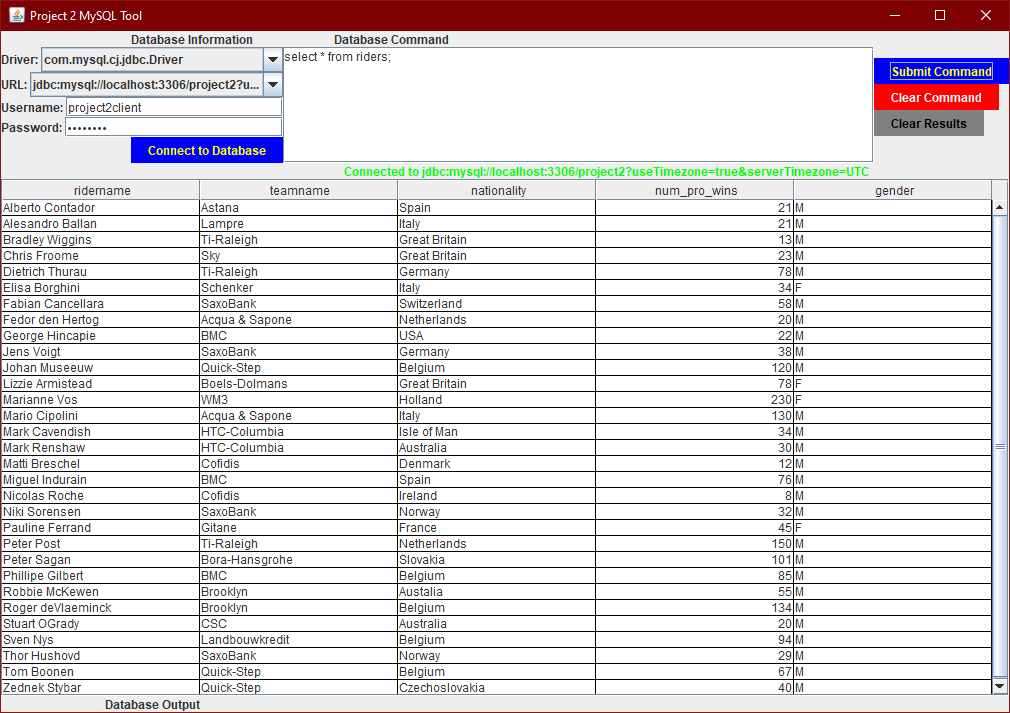 Project 2 MySQL Tool
Database Information Database Command
Driver: com.mysql.cj.jdbc.Driver
URL: jdbc:mysql://localhost:3306/project2?u...
Username: project2client
Password: ••••••••
Connect to Database
select * from riders;
Submit Command
Clear Command
Clear Results
Connected to jdbc:mysql://localhost:3306/project2?useTimezone=true&serverTimezone=UTC
ridername teamname nationality num_pro_wins gender
Alberto Contador Astana Spain 21 M
Alesandro Ballan Lampre Italy 21 M
Bradley Wiggins Ti-Raleigh Great Britain 13 M
Chris Froome Sky Great Britain 23 M
Dietrich Thurau Ti-Raleigh Germany 78 M
Elisa Borghini Schenker Italy 34 F
Fabian Cancellara SaxoBank Switzerland 58 M
Fedor den Hertog Acqua & Sapone Netherlands 20 M
George Hincapie BMC USA 22 M
Jens Voigt SaxoBank Germany 38 M
Johan Museeuw Quick-Step Belgium 120 M
Lizzie Armistead Boels-Dolmans Great Britain 78 F
Marianne Vos WM3 Holland 230 F
Mario Cipolini Acqua & Sapone Italy 130 M
Mark Cavendish HTC-Columbia Isle of Man 34 M
Mark Renshaw HTC-Columbia Australia 30 M
Matti Breschel Cofidis Denmark 12 M
Miguel Indurain BMC Spain 76 M
Nicolas Roche Cofidis Ireland 8 M
Niki Sorensen SaxoBank Norway 32 M
Pauline Ferrand Gitane France 45 F
Peter Post Ti-Raleigh Netherlands 150 M
Peter Sagan Bora-Hansgrohe Slovakia 101 M
Phillipe Gilbert BMC Belgium 85 M
Robbie McKewen Brooklyn Austalia 55 M
Roger deVlaeminck Brooklyn Belgium 134 M
Stuart OGrady CSC Australia 20 M
Sven Nys Landbouwkredit Belgium 94 M
Thor Hushovd SaxoBank Norway 29 M
Tom Boonen Quick-Step Belgium 67 M
Zednek Stybar Quick-Step Czechoslovakia 40 M
Database Output